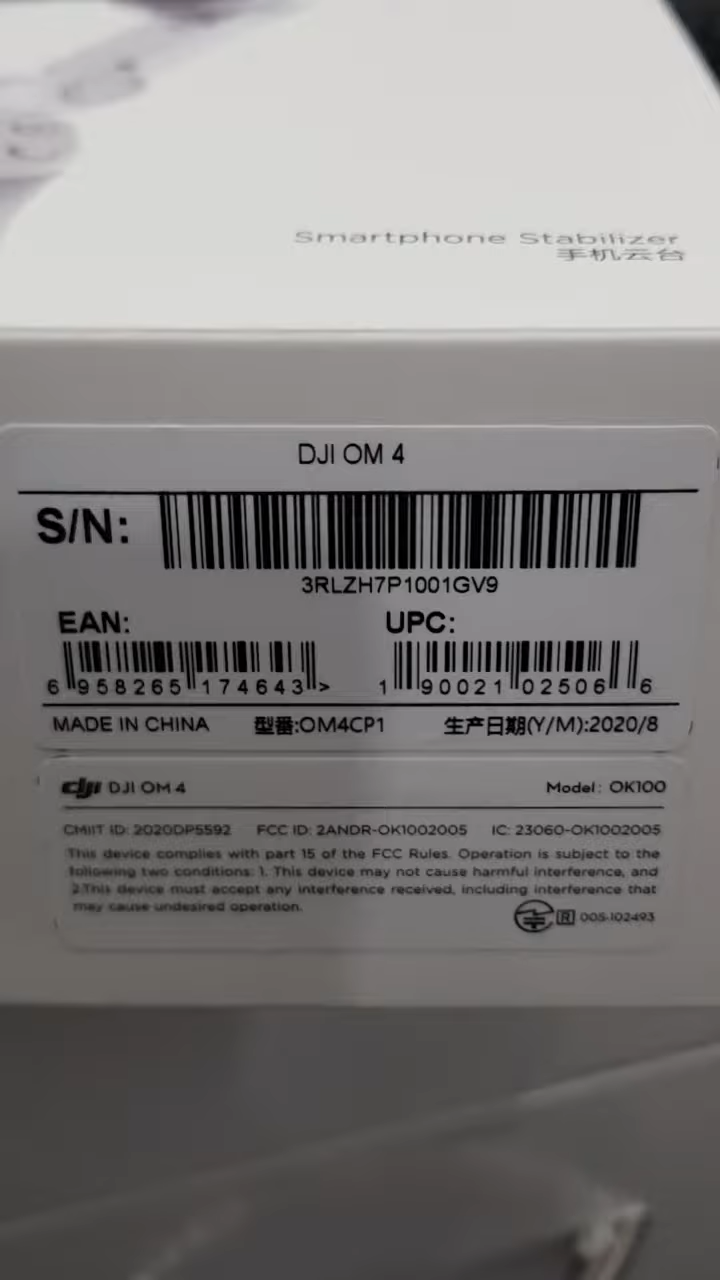 Smartphone Stabilizer
手机云台
DJI OM 4
S/N:
3RLZH7P1001GV9
EAN: UPC:
6 958265 174643 > 1 90021 02506 6
MADE IN CHINA 型番:OM4CP1 生产日期(Y/M):2020/8
dji DJI OM 4 Model: OK100
CMIIT ID: 2020DP5592 FCC ID: 2ANDR-OK1002005 IC: 23060-OK1002005
This device complies with part 15 of the FCC Rules. Operation is subject to the
following two conditions: 1. This device may not cause harmful interference, and
2.This device must accept any interference received, including interference that
may cause undesired operation.
R 005-102493